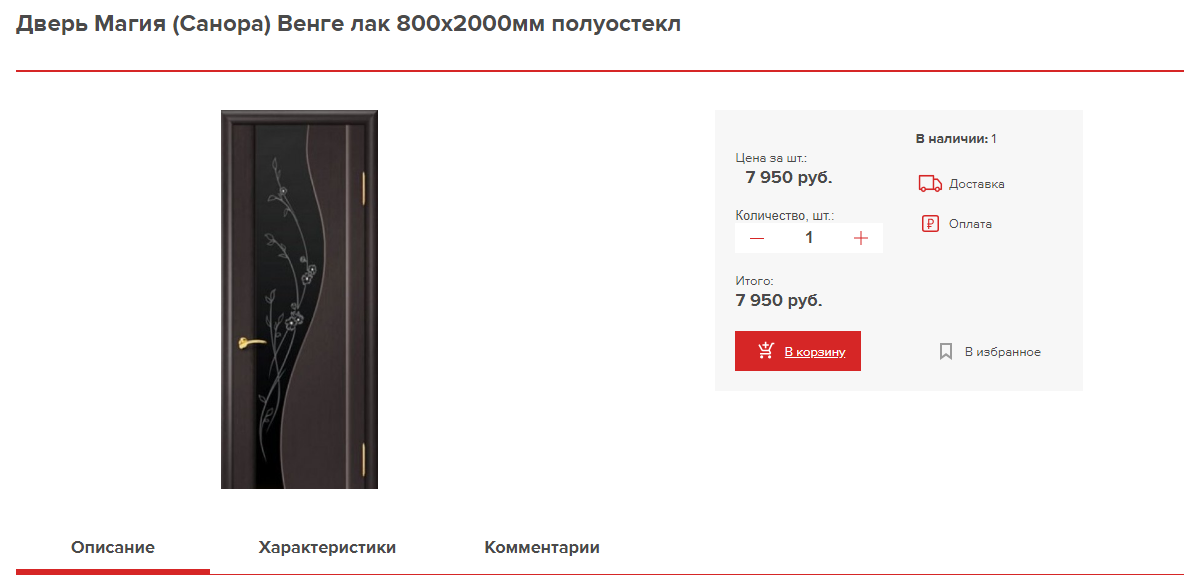 Дверь Магия (Санора) Венге лак 800х2000мм полуостекл
В наличии: 1
Цена за шт.:
7 950 руб.
Доставка
Количество, шт.:
1
Оплата
Итого:
7 950 руб.
В корзину
В избранное
Описание Характеристики Комментарии